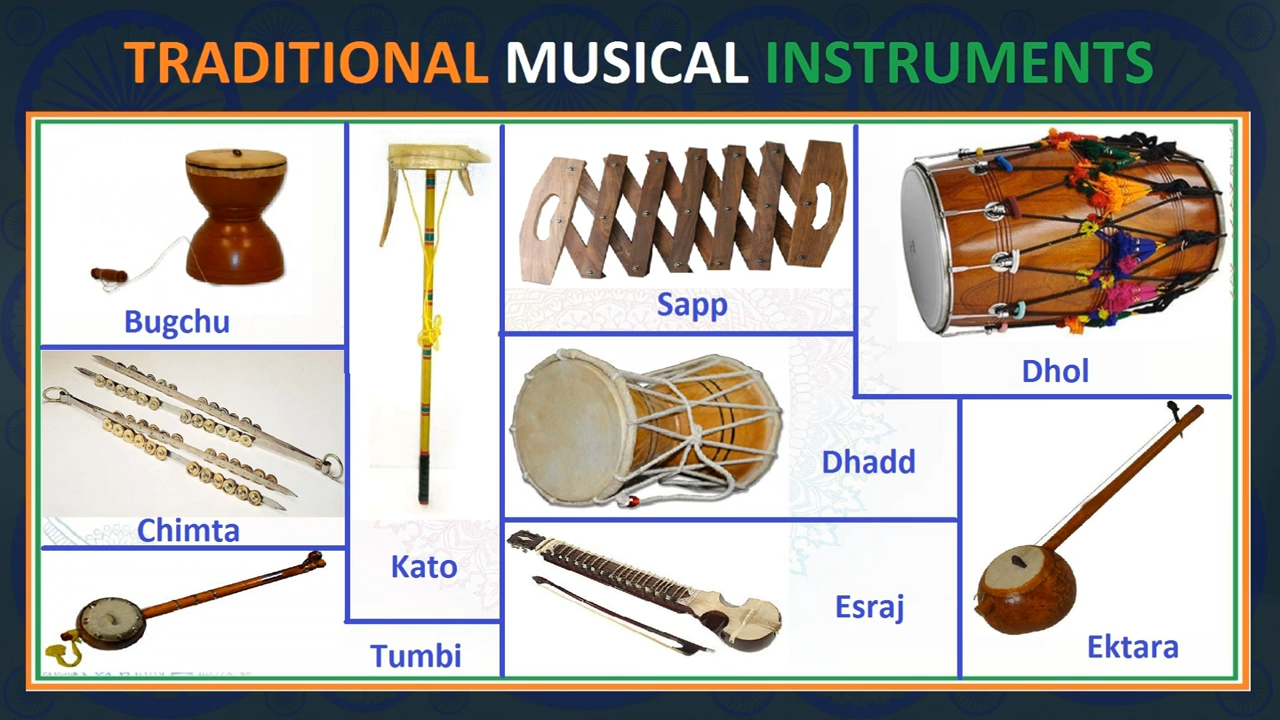 TRADITIONAL MUSICAL INSTRUMENTS
Bugchu
Kato
Sapp
Dhol
Chimta
Dhadd
Tumbi
Esraj
Ektara